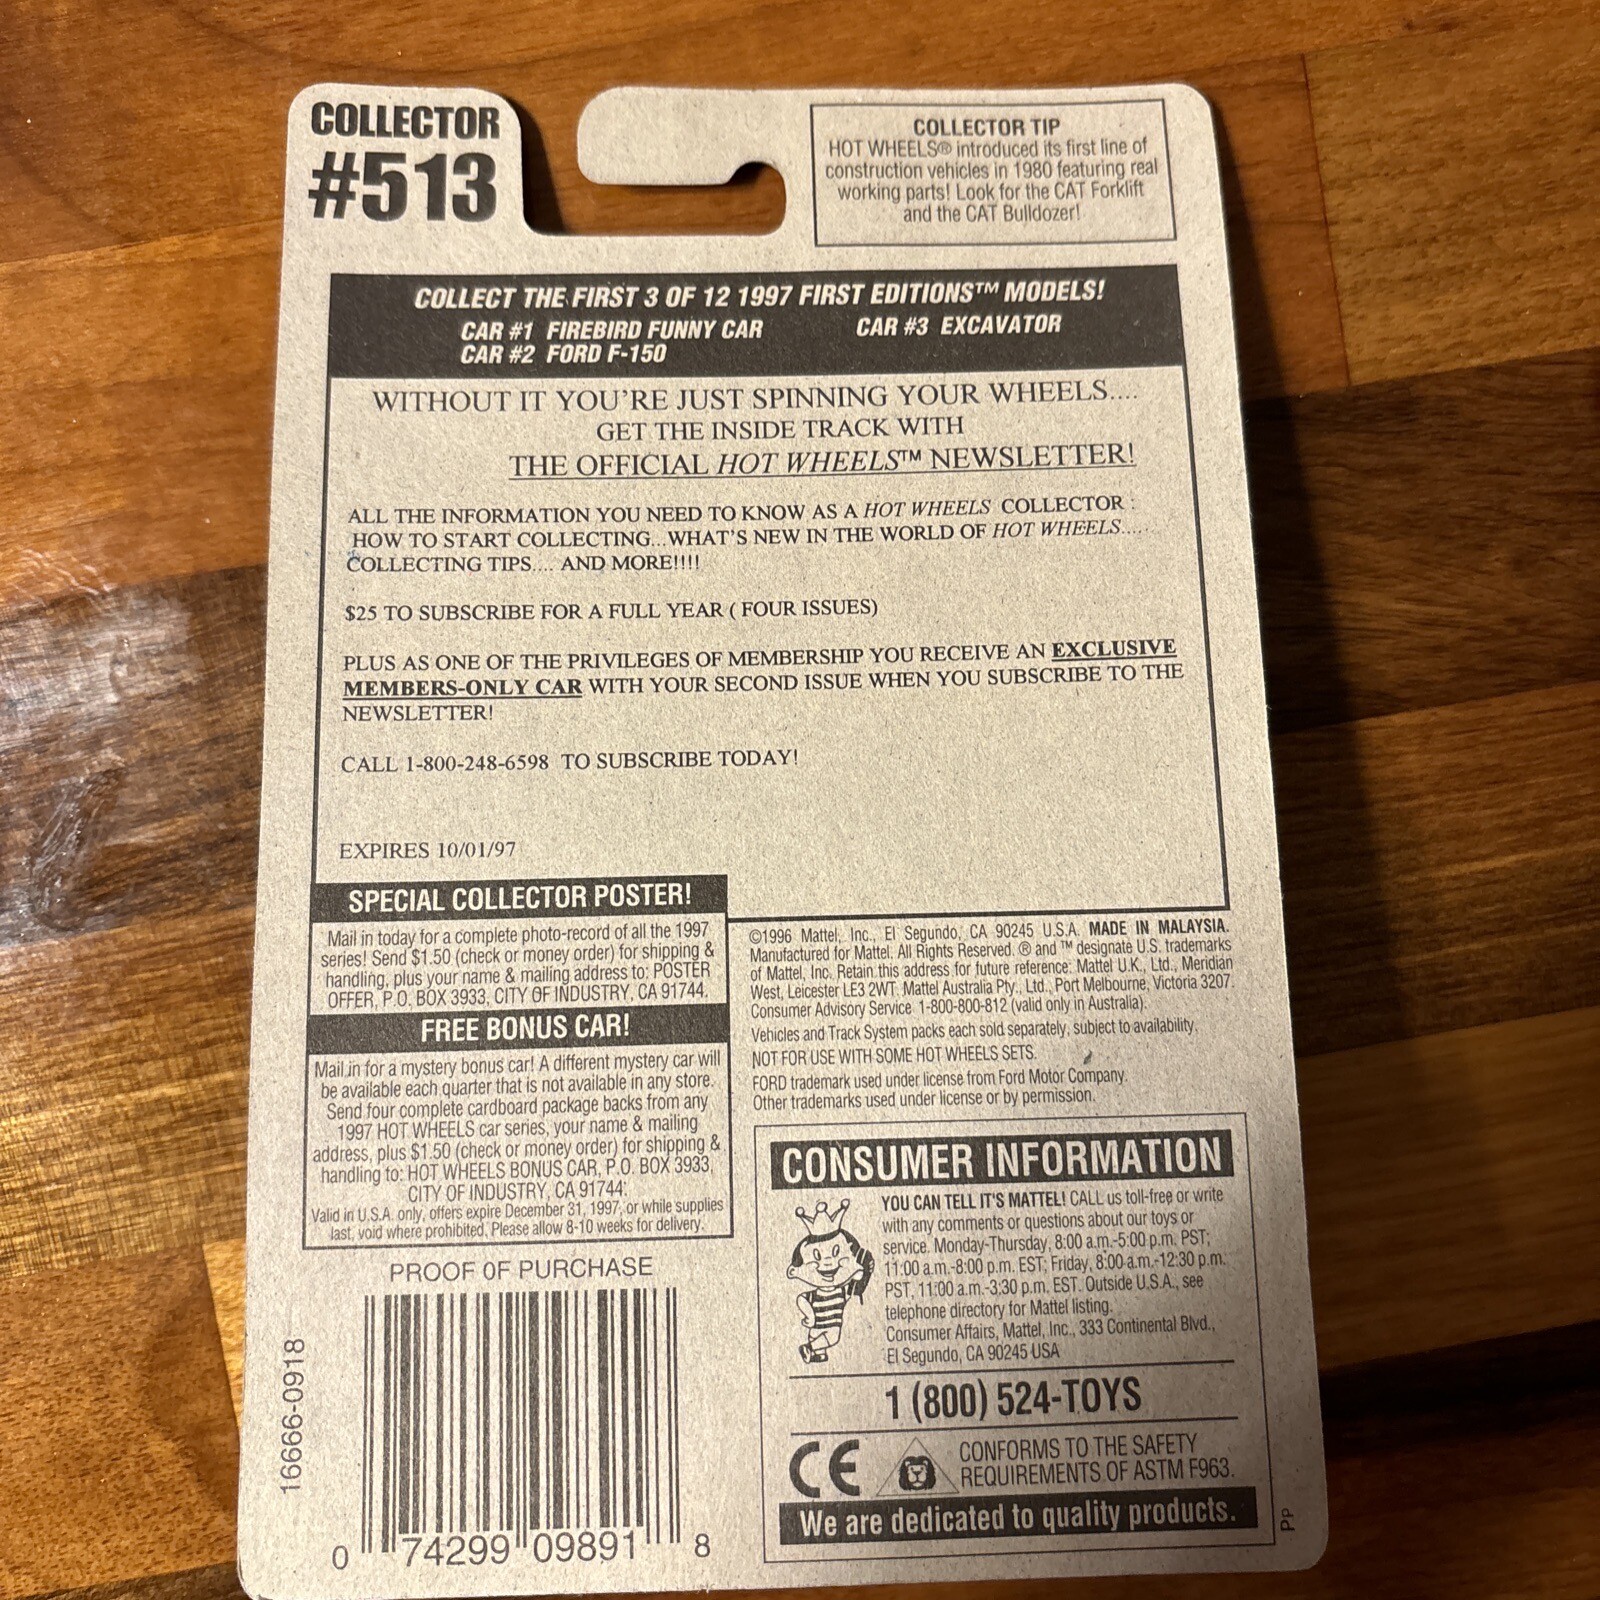 COLLECTOR
#513
COLLECTOR TIP
HOT WHEELS® introduced its first line of
construction vehicles in 1980 featuring real
working parts! Look for the CAT Forklift
and the CAT Bulldozer!
COLLECT THE FIRST 3 OF 12 1997 FIRST EDITIONS™ MODELS!
CAR #1 FIREBIRD FUNNY CAR
CAR #2 FORD F-150
CAR #3 EXCAVATOR
WITHOUT IT YOU'RE JUST SPINNING YOUR WHEELS....
GET THE INSIDE TRACK WITH
THE OFFICIAL HOT WHEELS™ NEWSLETTER!
ALL THE INFORMATION YOU NEED TO KNOW AS A HOT WHEELS COLLECTOR :
HOW TO START COLLECTING...WHAT'S NEW IN THE WORLD OF HOT WHEELS.....
COLLECTING TIPS.... AND MORE!!!!
$25 TO SUBSCRIBE FOR A FULL YEAR ( FOUR ISSUES)
PLUS AS ONE OF THE PRIVILEGES OF MEMBERSHIP YOU RECEIVE AN EXCLUSIVE
MEMBERS-ONLY CAR WITH YOUR SECOND ISSUE WHEN YOU SUBSCRIBE TO THE
NEWSLETTER!
CALL 1-800-248-6598 TO SUBSCRIBE TODAY!
EXPIRES 10/01/97
SPECIAL COLLECTOR POSTER!
Mail in today for a complete photo-record of all the 1997
series! Send $1.50 (check or money order) for shipping &
handling, plus your name & mailing address to: POSTER
OFFER, P.O. BOX 3933, CITY OF INDUSTRY, CA 91744.
FREE BONUS CAR!
Mail in for a mystery bonus car! A different mystery car will
be available each quarter that is not available in any store.
Send four complete cardboard package backs from any
1997 HOT WHEELS car series, your name & mailing
address, plus $1.50 (check or money order) for shipping &
handling to: HOT WHEELS BONUS CAR, P.O. BOX 3933,
CITY OF INDUSTRY, CA 91744.
Valid in U.S.A. only, offers expire December 31, 1997, or while supplies
last, void where prohibited. Please allow 8-10 weeks for delivery.
PROOF OF PURCHASE
16666-0918
0 74299 09891 8
©1996 Mattel, Inc., El Segundo, CA 90245 U.S.A. MADE IN MALAYSIA.
Manufactured for Mattel. All Rights Reserved. ® and ™ designate U.S. trademarks
of Mattel, Inc. Retain this address for future reference: Mattel U.K., Ltd., Meridian
West, Leicester LE3 2WT. Mattel Australia Pty., Ltd., Port Melbourne, Victoria 3207.
Consumer Advisory Service 1-800-800-812 (valid only in Australia).
Vehicles and Track System packs each sold separately, subject to availability.
NOT FOR USE WITH SOME HOT WHEELS SETS.
FORD trademark used under license from Ford Motor Company.
Other trademarks used under license or by permission.
CONSUMER INFORMATION
YOU CAN TELL IT'S MATTEL! CALL us toll-free or write
with any comments or questions about our toys or
service. Monday-Thursday, 8:00 a.m.-5:00 p.m. PST;
11:00 a.m.-8:00 p.m. EST; Friday, 8:00 a.m.-12:30 p.m.
PST, 11:00 a.m.-3:30 p.m. EST. Outside U.S.A., see
telephone directory for Mattel listing.
Consumer Affairs, Mattel, Inc., 333 Continental Blvd.,
El Segundo, CA 90245 USA
1 (800) 524-TOYS
CE
CONFORMS TO THE SAFETY
REQUIREMENTS OF ASTM F963.
We are dedicated to quality products.
PP